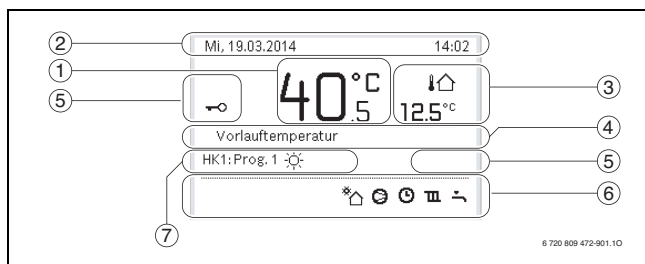 2 Mi, 19.03.2014 14:02
1 40.5 °C
3 12.5 °C
5
4 Vorlauftemperatur
HK1: Prog. 1
5
6
7
6 720 809 472-901.1O